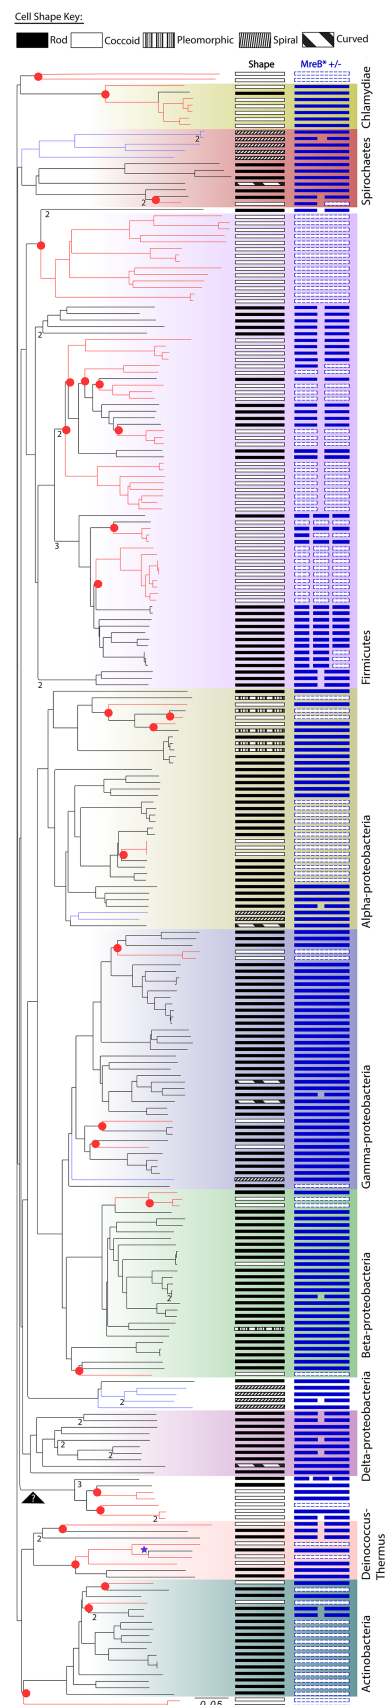 Cell Shape Key:
Rod Coccoid Pleomorphic Spiral Curved
Shape MreB* +/-
Chlamydiae
2
Spirochaetes
2
2
2
2
3
Firmicutes
2
Alpha-proteobacteria
Gamma-proteobacteria
2
Beta-proteobacteria
2
2
Delta-proteobacteria
2
2
3
?
2
Deinococcus-
Thermus
2
2
Actinobacteria
0.05